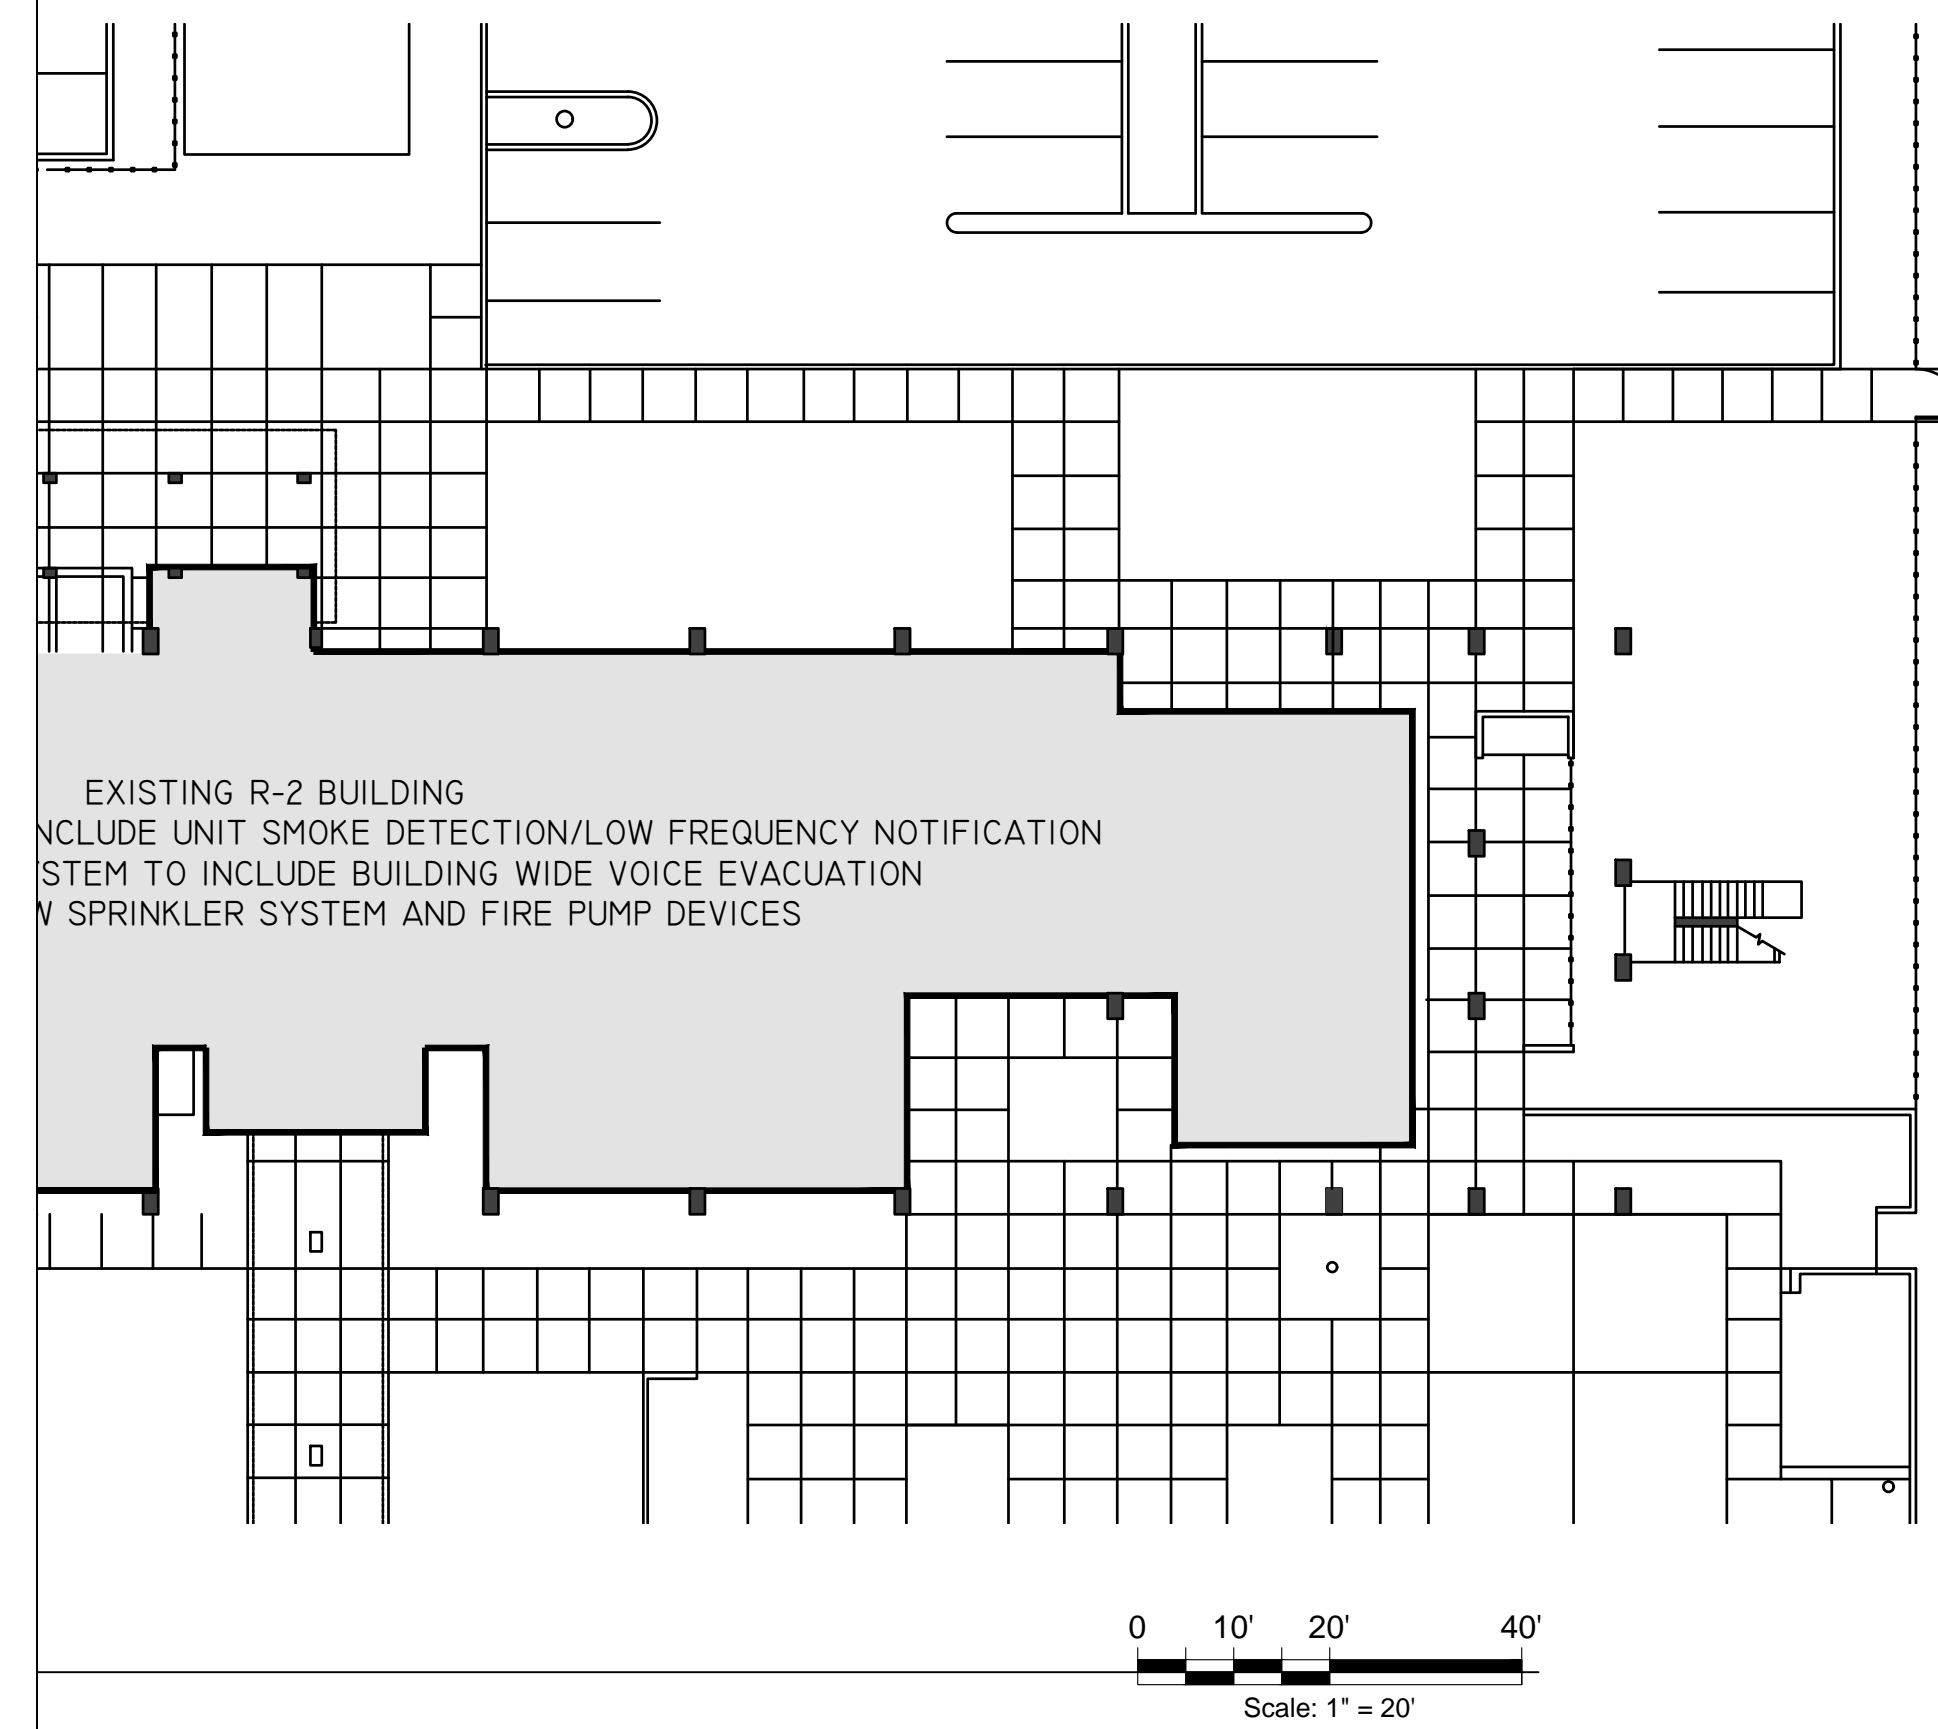 EXISTING R-2 BUILDING
NCLUDE UNIT SMOKE DETECTION/LOW FREQUENCY NOTIFICATION
STEM TO INCLUDE BUILDING WIDE VOICE EVACUATION
SPRINKLER SYSTEM AND FIRE PUMP DEVICES
0 10' 20' 40'
Scale: 1" = 20'